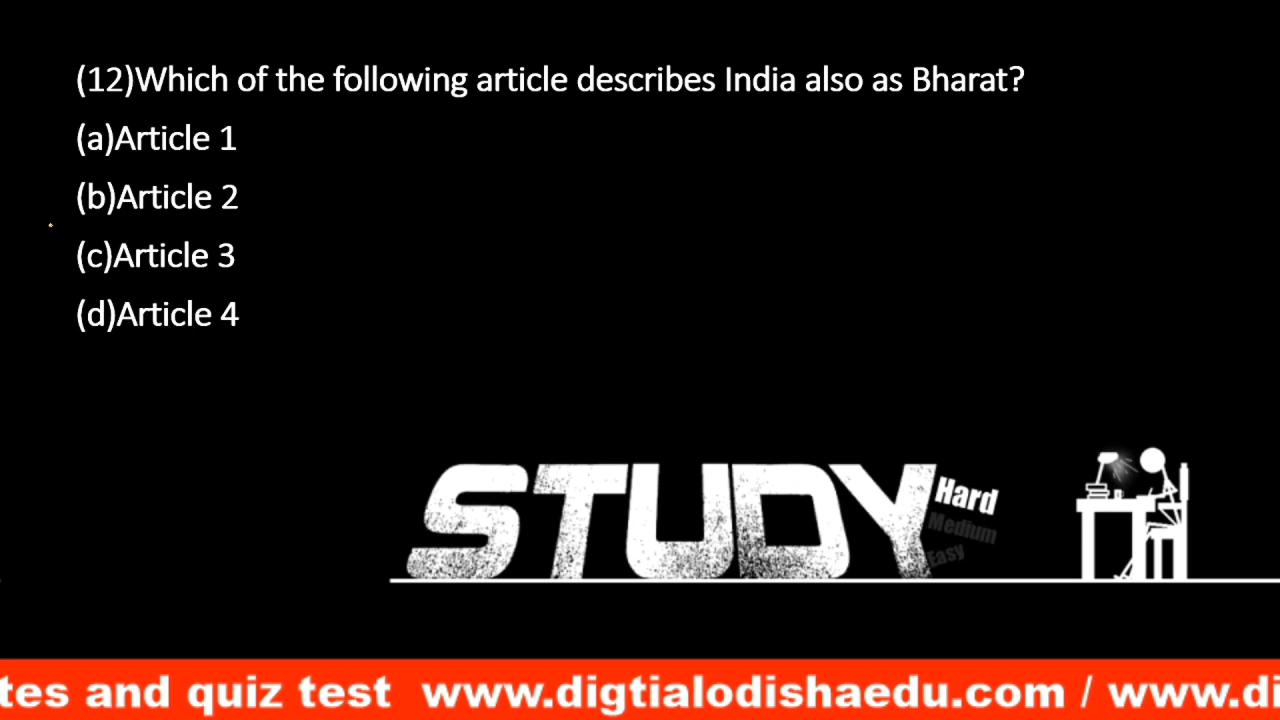 (12)Which of the following article describes India also as Bharat?
(a)Article 1
(b)Article 2
(c)Article 3
(d)Article 4
STUDY Hard
Medium
Easy
tes and quiz test www.digtialodishaedu.com / www.di